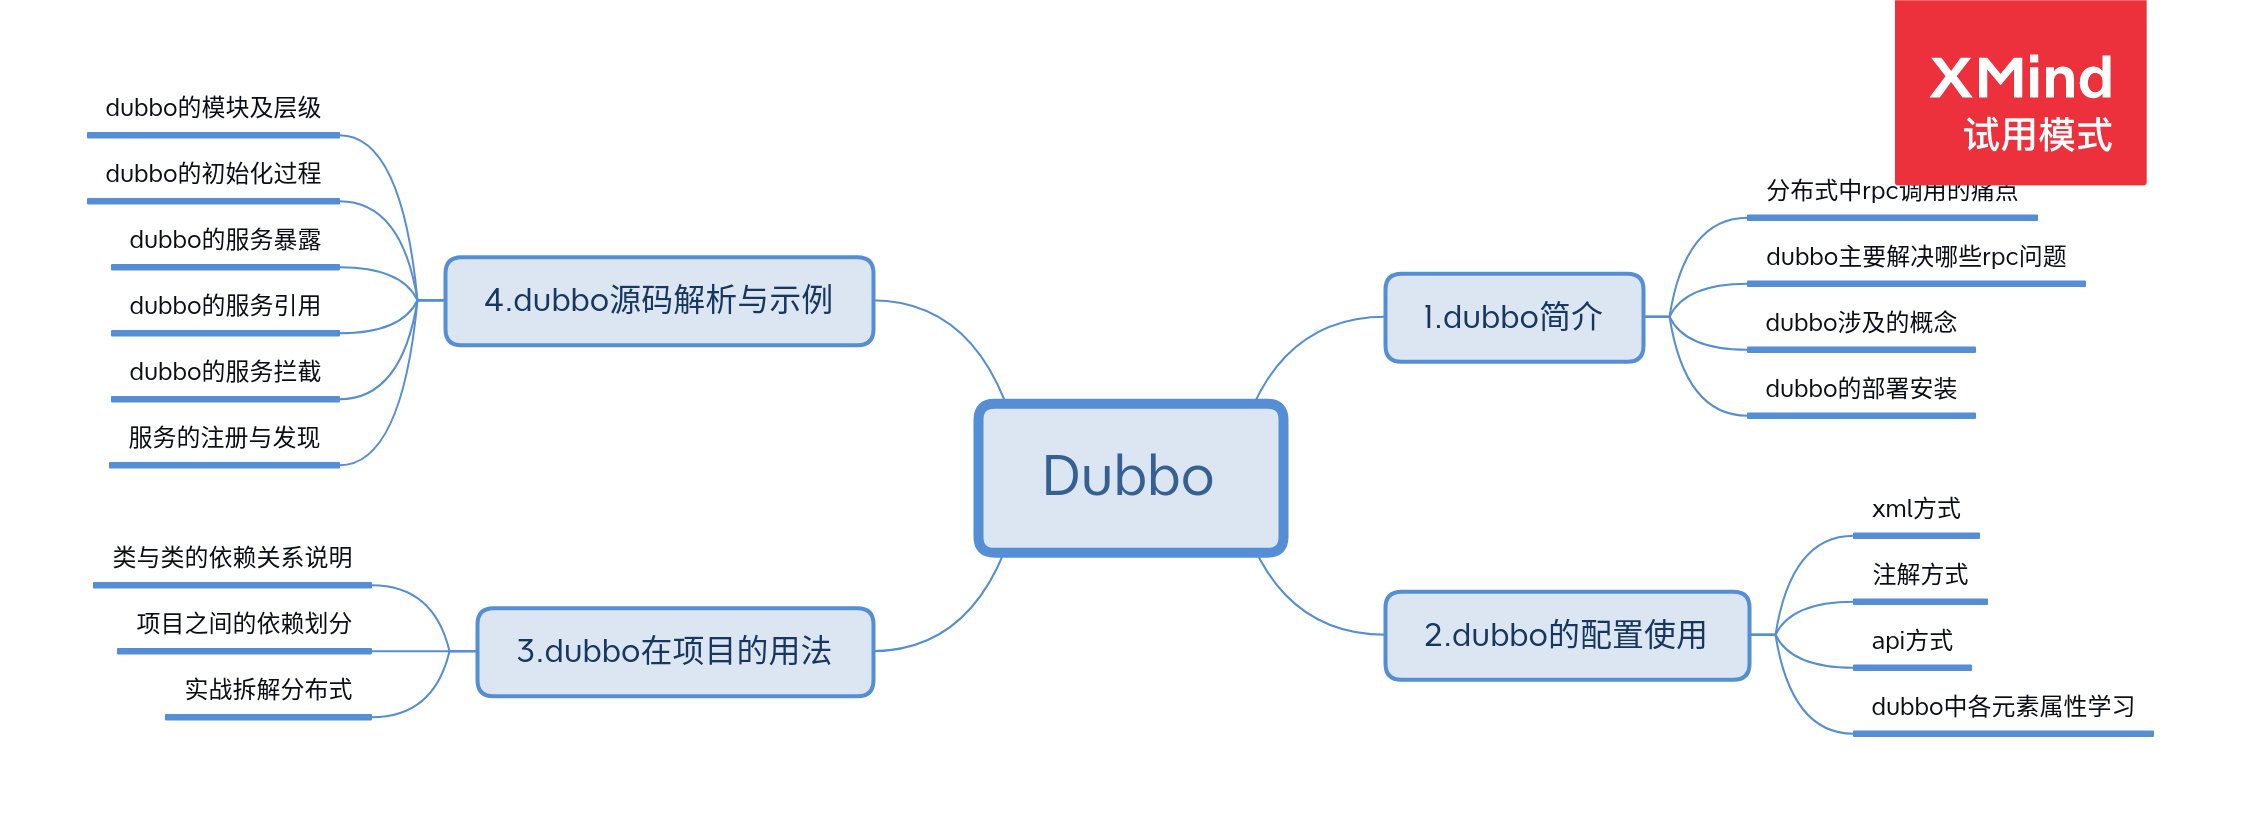 XMind
试用模式
Dubbo
1.dubbo简介
分布式中rpc调用的痛点
dubbo主要解决哪些rpc问题
dubbo涉及的概念
dubbo的部署安装
2.dubbo的配置使用
xml方式
注解方式
api方式
dubbo中各元素属性学习
3.dubbo在项目的用法
类与类的依赖关系说明
项目之间的依赖划分
实战拆解分布式
4.dubbo源码解析与示例
dubbo的模块及层级
dubbo的初始化过程
dubbo的服务暴露
dubbo的服务引用
dubbo的服务拦截
服务的注册与发现